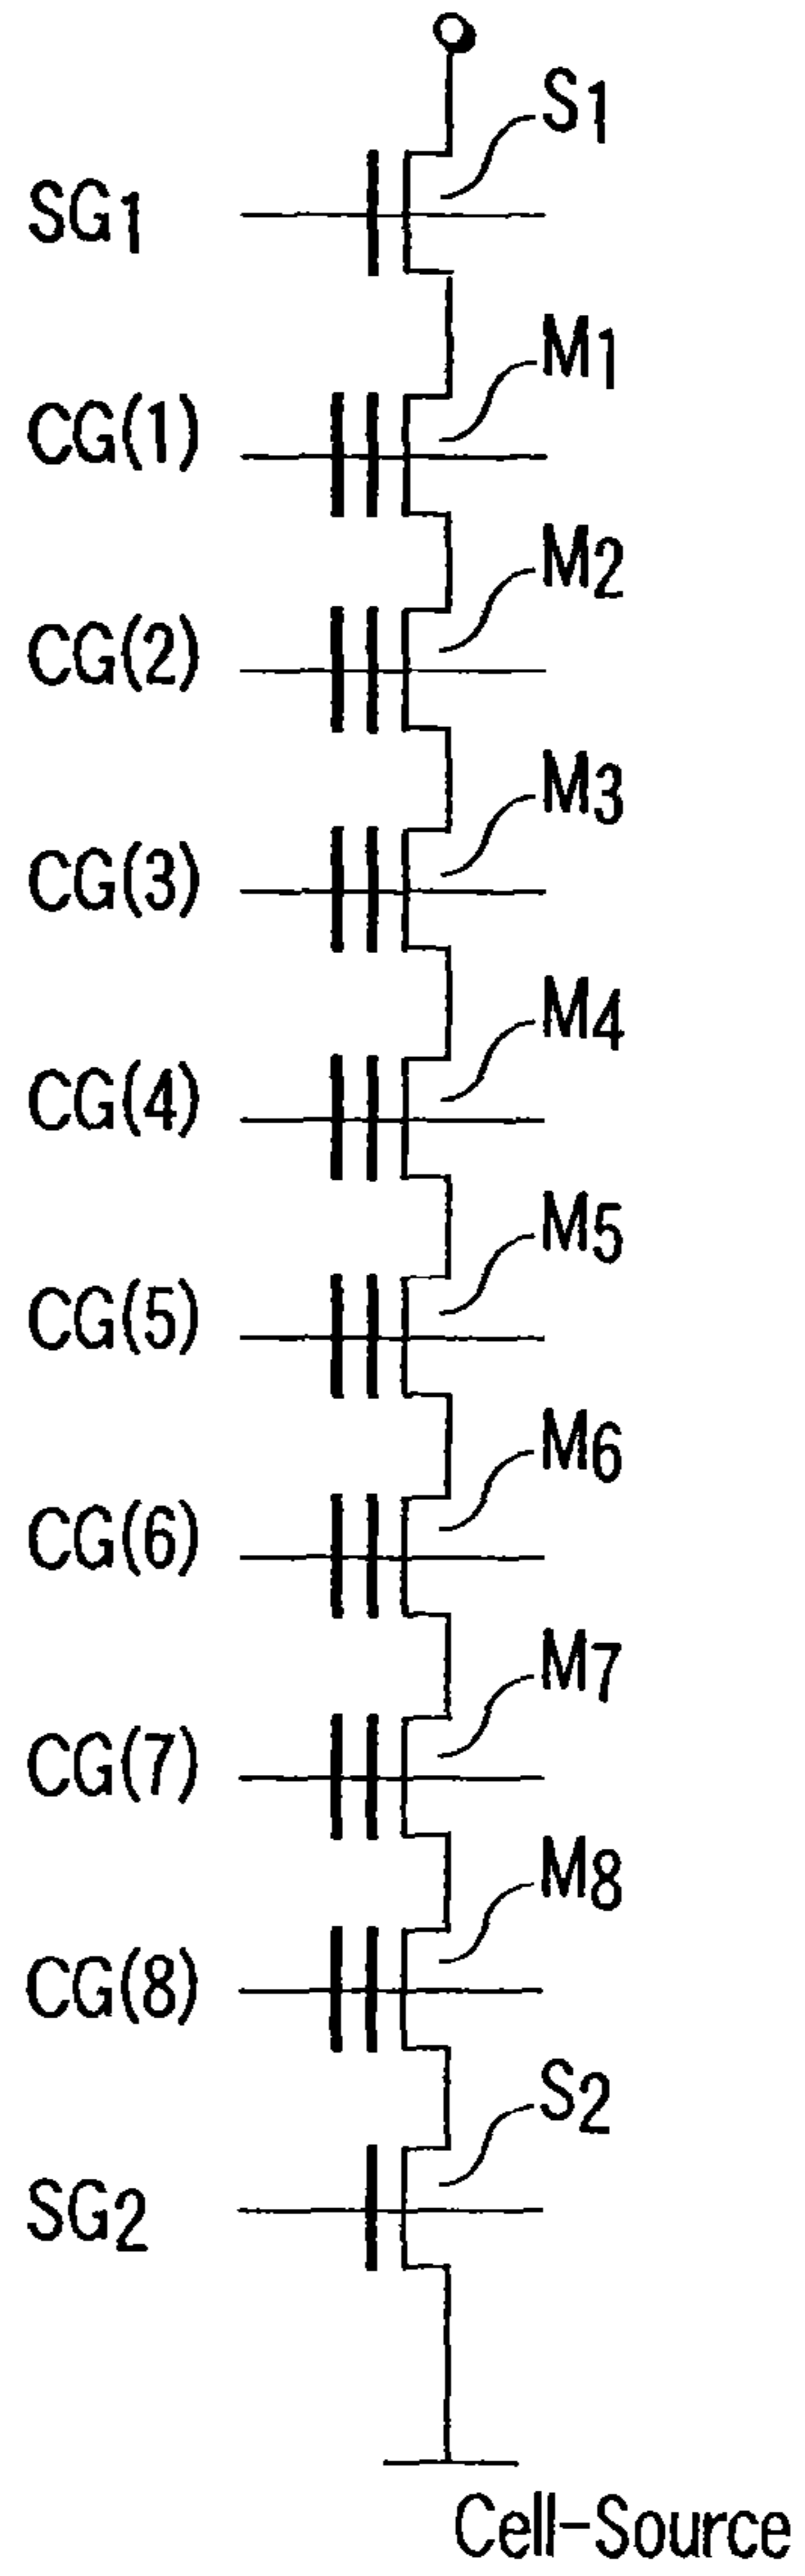 S1
SG1
M1
CG(1)
M2
CG(2)
M3
CG(3)
M4
CG(4)
M5
CG(5)
M6
CG(6)
M7
CG(7)
M8
CG(8)
S2
SG2
Cell-Source